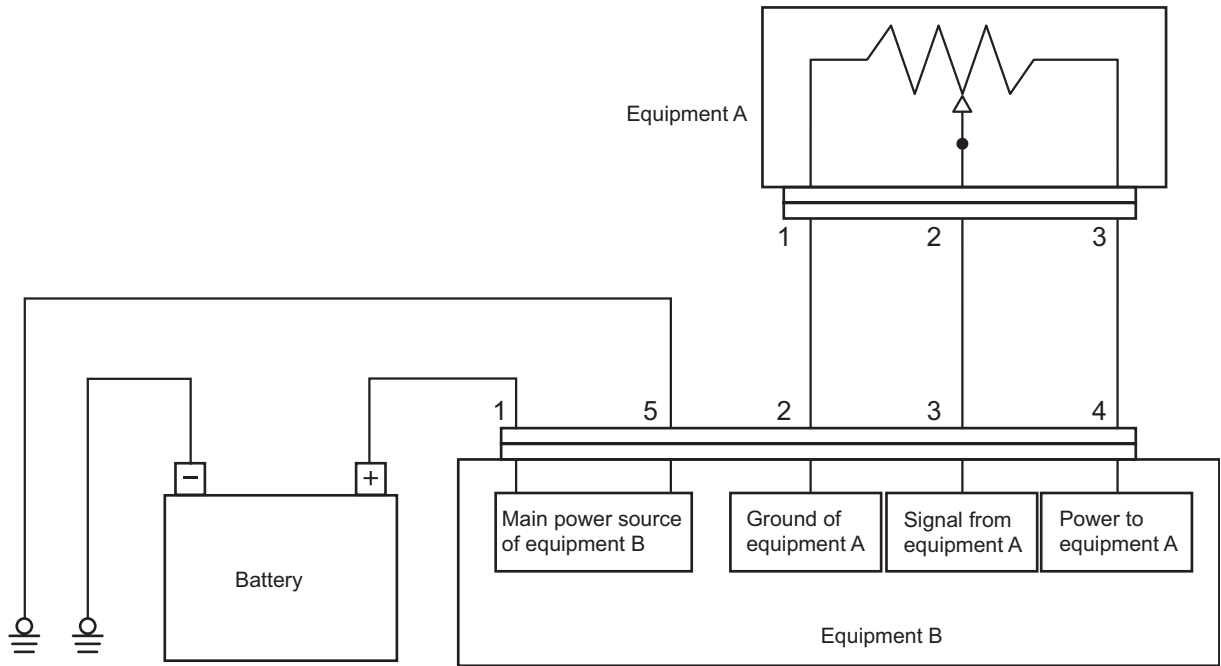 Equipment A
1 2 3
1 5 2 3 4
− +
Main power source
of equipment B
Ground of
equipment A
Signal from
equipment A
Power to
equipment A
Battery
Equipment B